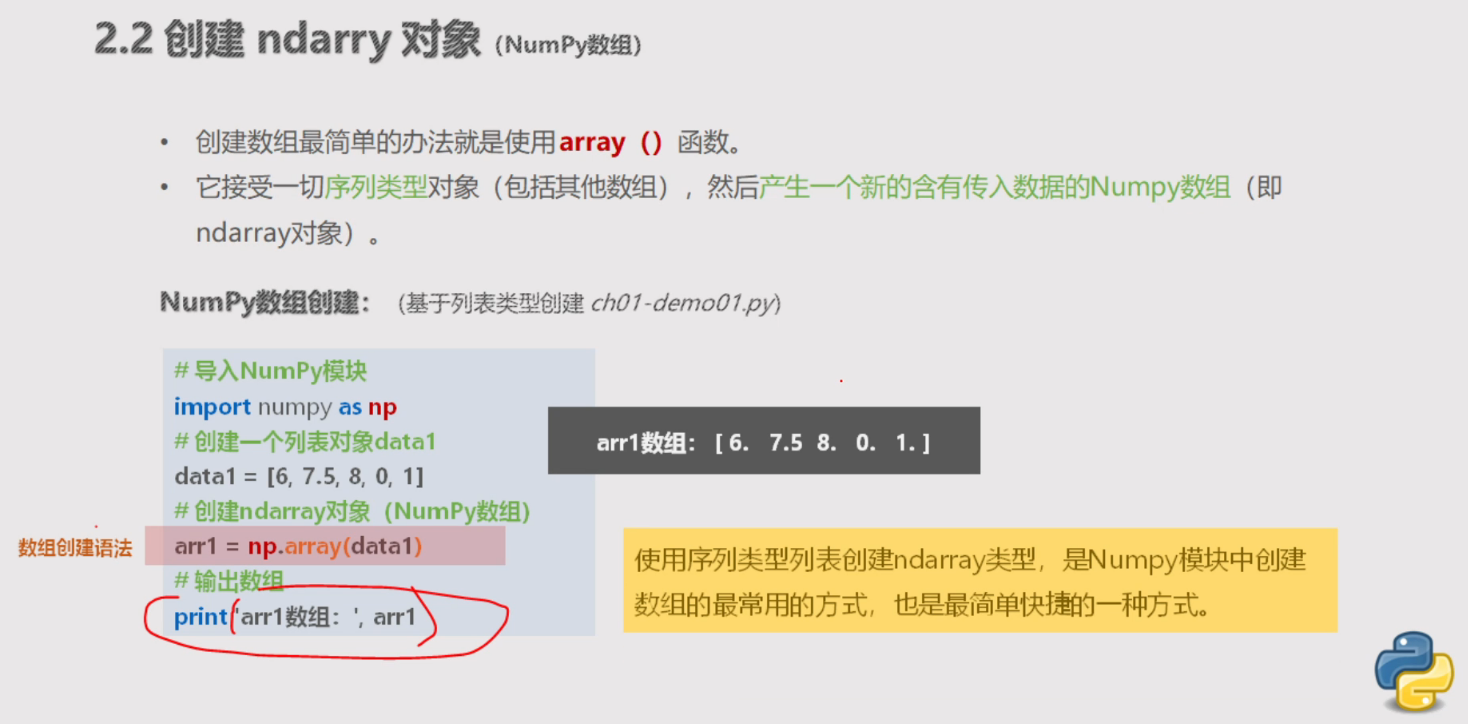 2.2 创建 ndarry 对象（NumPy数组）
• 创建数组最简单的办法就是使用array（）函数。
• 它接受一切序列类型对象（包括其他数组），然后产生一个新的含有传入数据的Numpy数组（即
ndarray对象）。
NumPy数组创建：（基于列表类型创建 ch01-demo01.py）
# 导入NumPy模块
import numpy as np
# 创建一个列表对象data1
data1 = [6, 7.5, 8, 0, 1]
# 创建ndarray对象（NumPy数组）
数组创建语法
arr1 = np.array(data1)
# 输出数组
print('arr1数组：', arr1
arr1数组： [ 6. 7.5 8. 0. 1. ]
使用序列类型列表创建ndarray类型，是Numpy模块中创建
数组的最常用的方式，也是最简单快捷的一种方式。